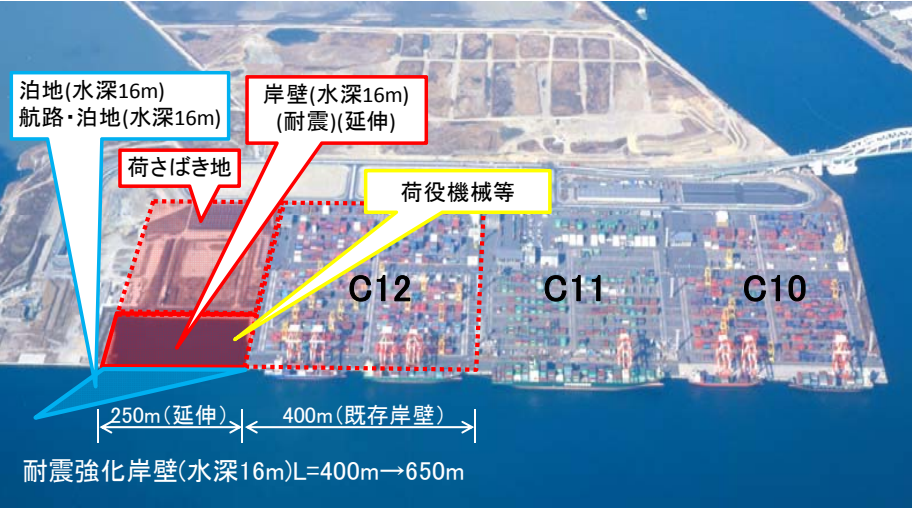 泊地(水深16m)
航路・泊地(水深16m)
岸壁(水深16m)
(耐震)(延伸)
荷さばき地
荷役機械等
C12
C11
C10
250m(延伸)
400m(既存岸壁)
耐震強化岸壁(水深16m)L=400m→650m